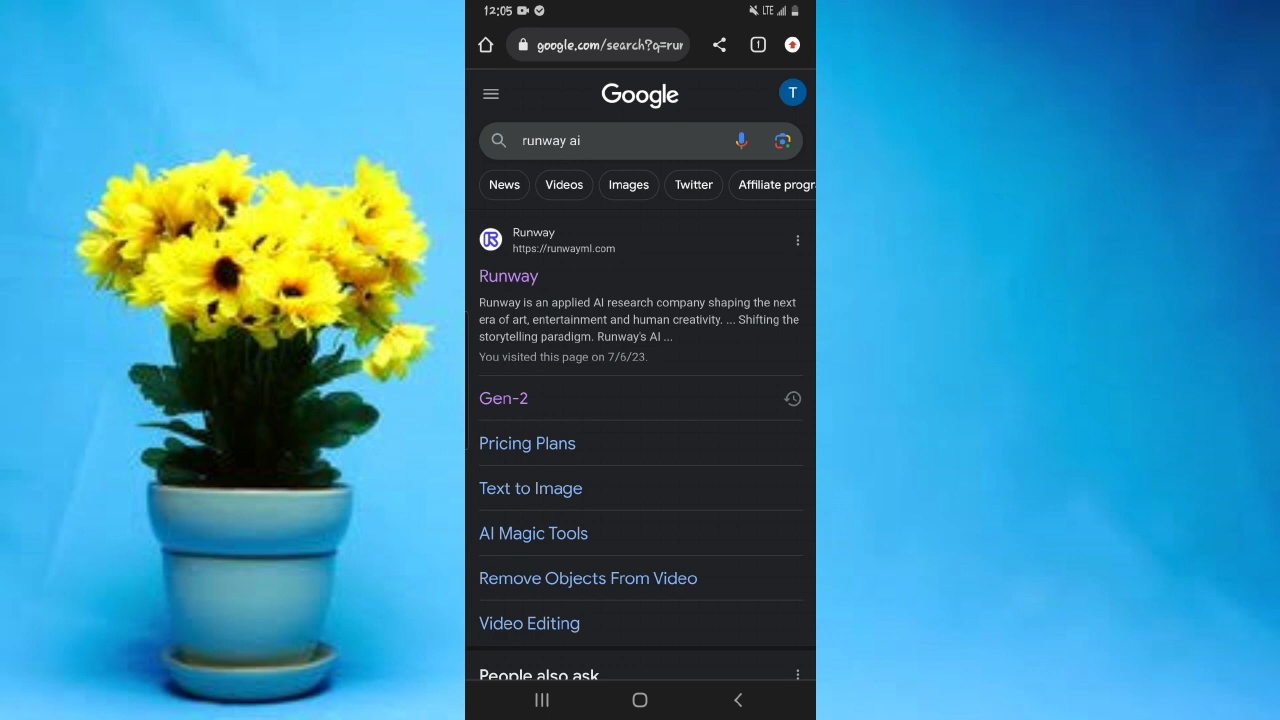 12:05
LTE
google.com/search?q=run
1
Google
T
runway ai
News
Videos
Images
Twitter
Affiliate progr
Runway
https://runwayml.com
Runway
Runway is an applied AI research company shaping the next
era of art, entertainment and human creativity. ... Shifting the
storytelling paradigm. Runway's AI ...
You visited this page on 7/6/23.
Gen-2
Pricing Plans
Text to Image
AI Magic Tools
Remove Objects From Video
Video Editing
People also ask